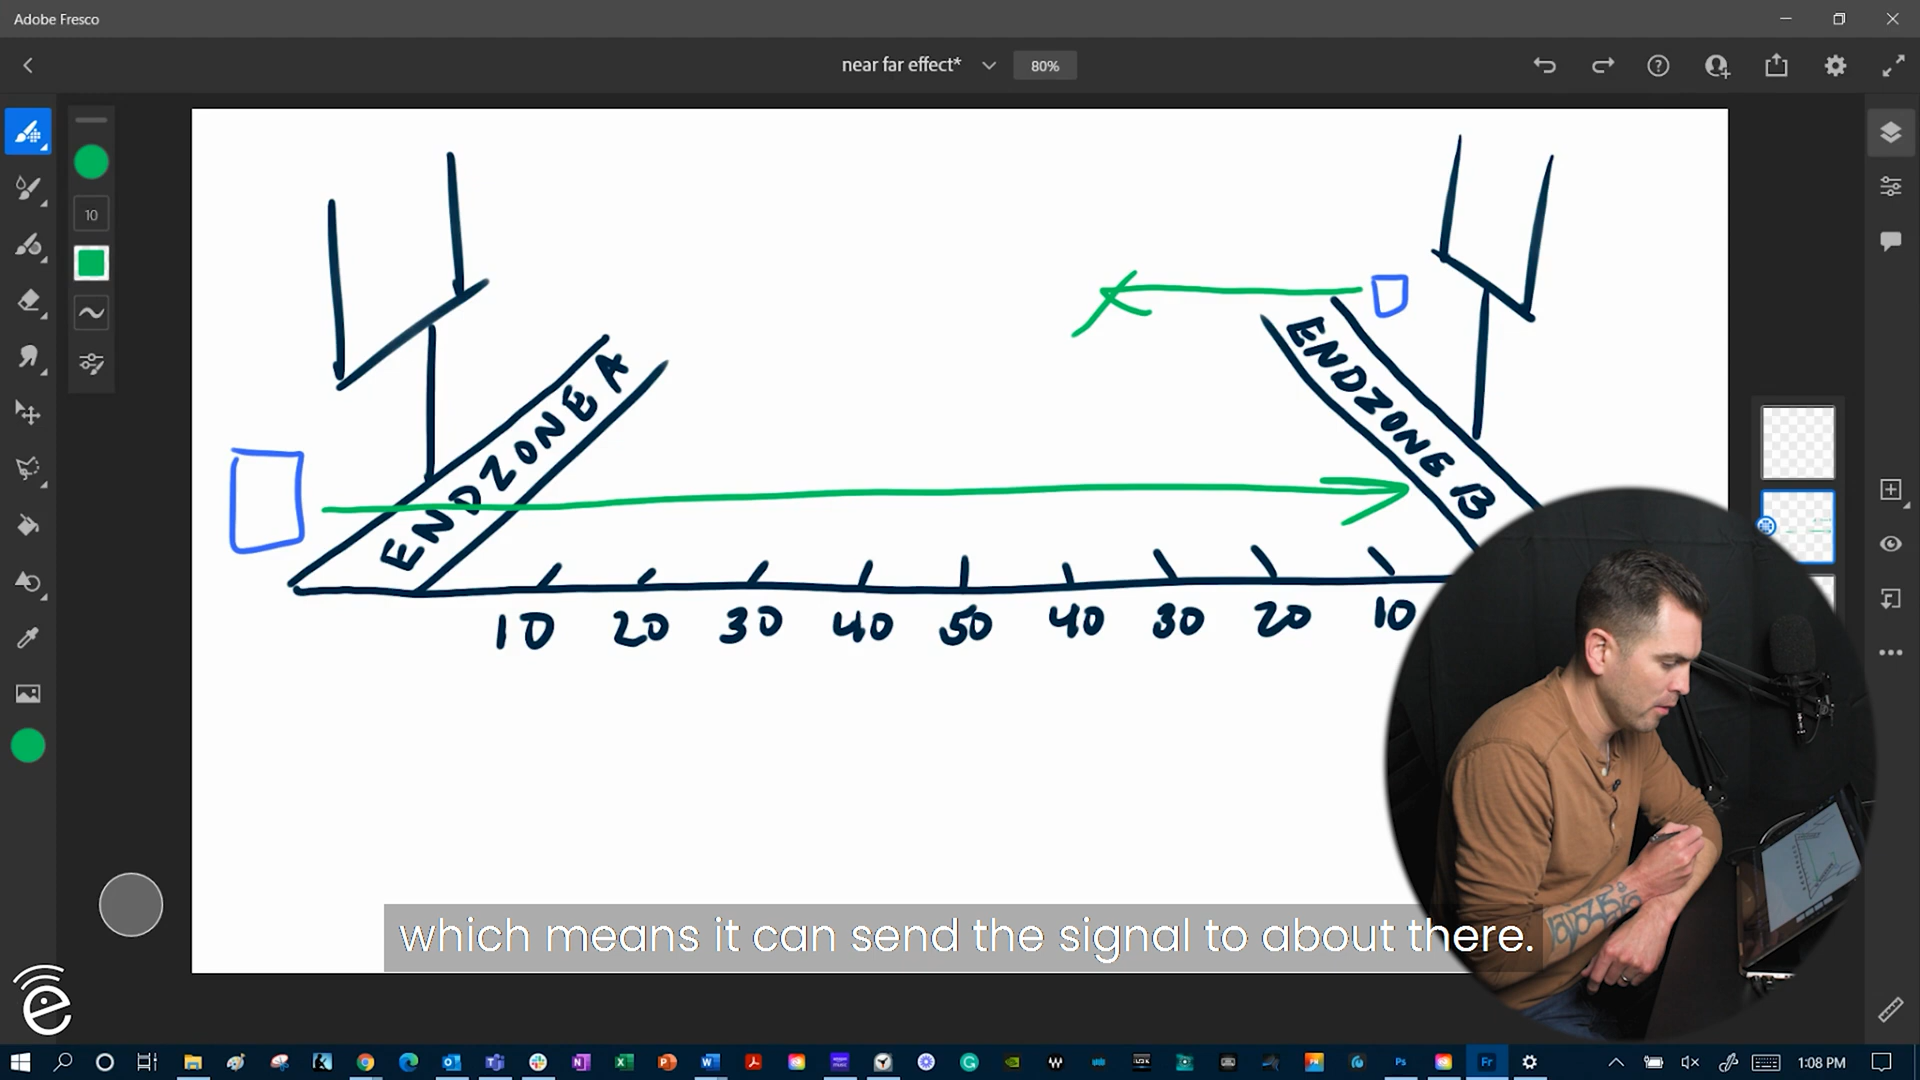 Adobe Fresco
near far effect*
80%
10
ENDZONE A
ENDZONE B
10 20 30 40 50 40 30 20 10
which means it can send the signal to about there.
1:08 PM